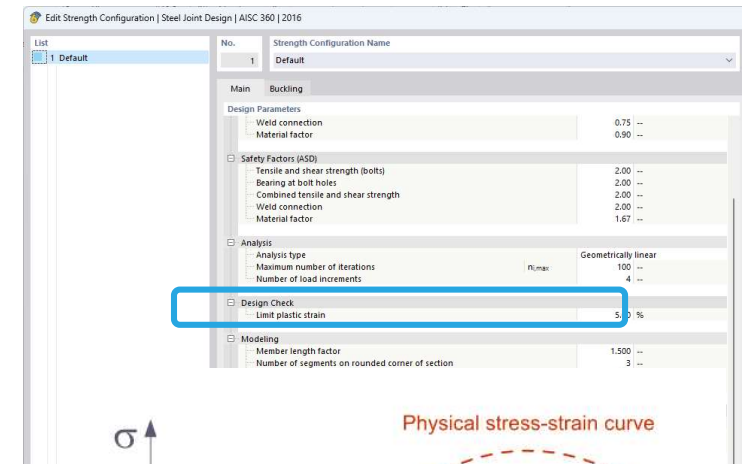 Edit Strength Configuration | Steel Joint Design | AISC 360 | 2016
List
1 Default
No.
Strength Configuration Name
1
Default
Main
Buckling
Design Parameters
Weld connection 0.75 --
Material factor 0.90 --
Safety Factors (ASD)
Tensile and shear strength (bolts) 2.00 --
Bearing at bolt holes 2.00 --
Combined tensile and shear strength 2.00 --
Weld connection 2.00 --
Material factor 1.67 --
Analysis
Analysis type Geometrically linear
Maximum number of iterations ni,max 100 --
Number of load increments 4 --
Design Check
Limit plastic strain %
Modeling
Member length factor 1.500 --
Number of segments on rounded corner of section 3 --
Physical stress-strain curve
σ